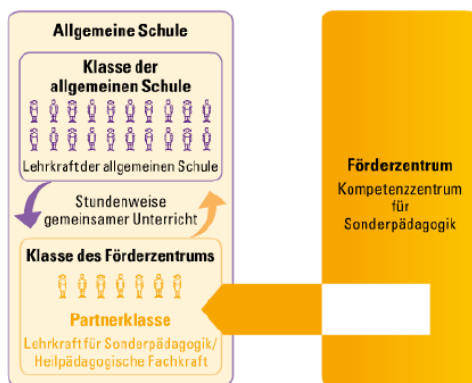 Allgemeine Schule
Klasse der
allgemeinen Schule
Lehrkraft der allgemeinen Schule
Stundenweise
gemeinsamer Unterricht
Klasse des Förderzentrums
Partnerklasse
Lehrkraft für Sonderpädagogik/
Heilpädagogische Fachkraft
Förderzentrum
Kompetenzzentrum
für
Sonderpädagogik